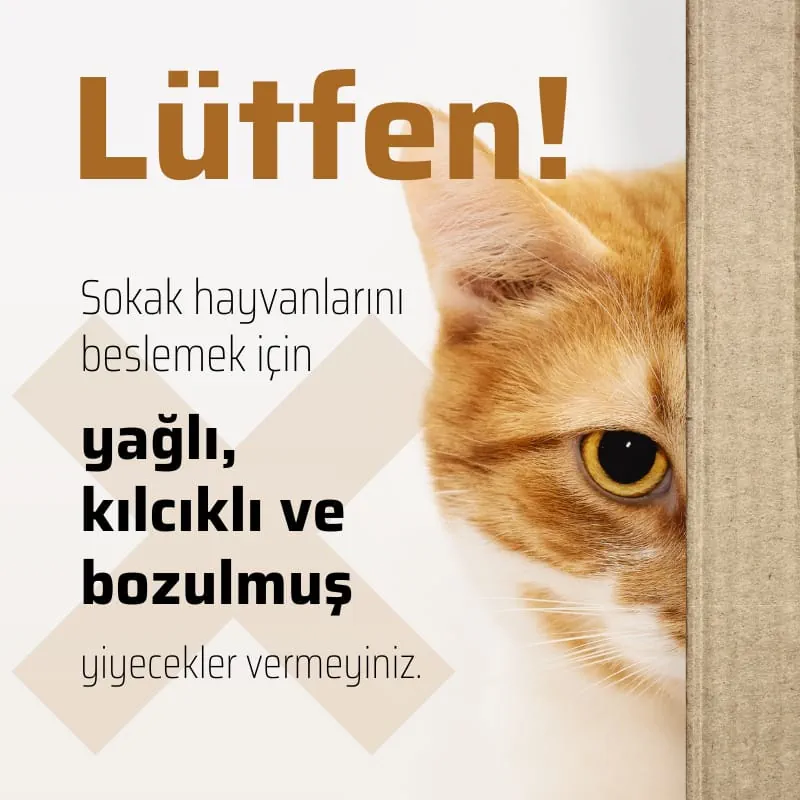 Lütfen!
Sokak hayvanlarını
beslemek için
yağlı,
kılcıklı ve
bozulmuş
yiyecekler vermeyiniz.